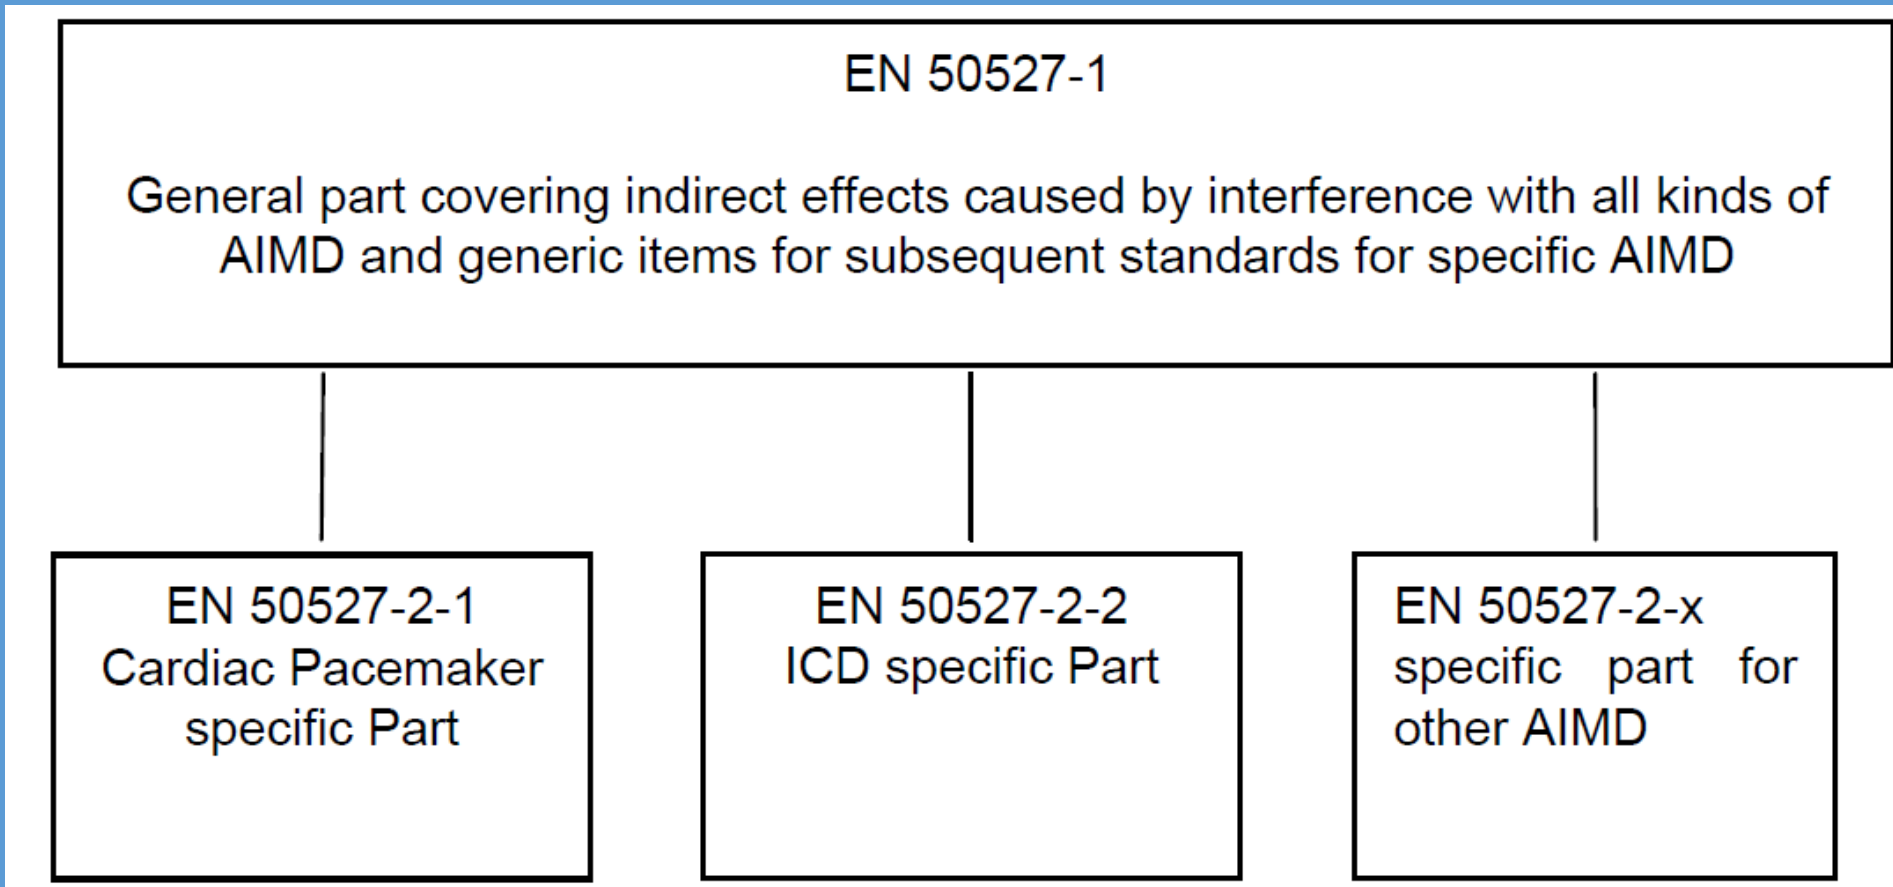 EN 50527-1
General part covering indirect effects caused by interference with all kinds of
AIMD and generic items for subsequent standards for specific AIMD
EN 50527-2-1
Cardiac Pacemaker
specific Part
EN 50527-2-2
ICD specific Part
EN 50527-2-x
specific part for
other AIMD